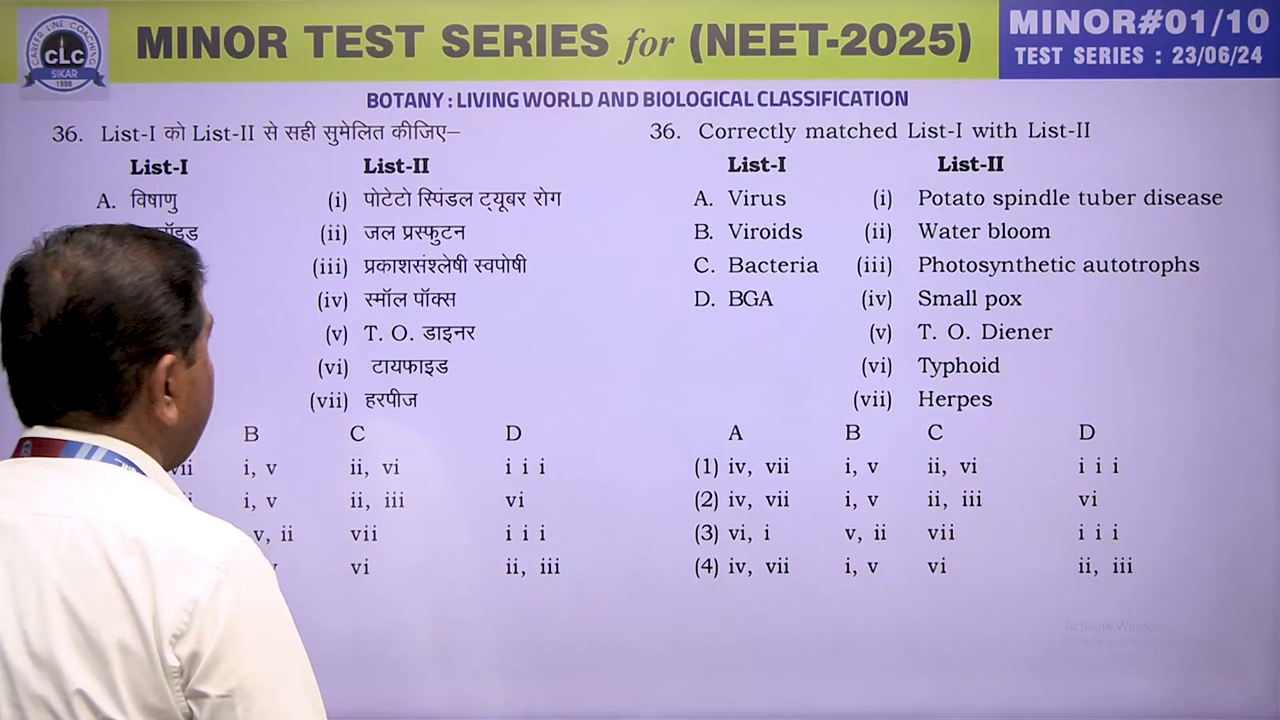 CAREER LINE COACHING
CLC
SIKAR
1996
MINOR TEST SERIES for (NEET-2025)
MINOR#01/10
TEST SERIES : 23/06/24
BOTANY : LIVING WORLD AND BIOLOGICAL CLASSIFICATION
36. List-I को List-II से सही सुमेलित कीजिए–
List-I List-II
A. विषाणु (i) पोटेटो स्पिंडल ट्यूबर रोग
(ii) जल प्रस्फुटन
(iii) प्रकाशसंश्लेषी स्वपोषी
(iv) स्मॉल पॉक्स
(v) T. O. डाइनर
(vi) टायफाइड
(vii) हरपीज
B C D
vii i, v ii, vi i i i
i, v ii, iii vi
v, ii vii i i i
vi ii, iii
36. Correctly matched List-I with List-II
List-I List-II
A. Virus (i) Potato spindle tuber disease
B. Viroids (ii) Water bloom
C. Bacteria (iii) Photosynthetic autotrophs
D. BGA (iv) Small pox
(v) T. O. Diener
(vi) Typhoid
(vii) Herpes
A B C D
(1) iv, vii i, v ii, vi i i i
(2) iv, vii i, v ii, iii vi
(3) vi, i v, ii vii i i i
(4) iv, vii i, v vi ii, iii
Activate Windows